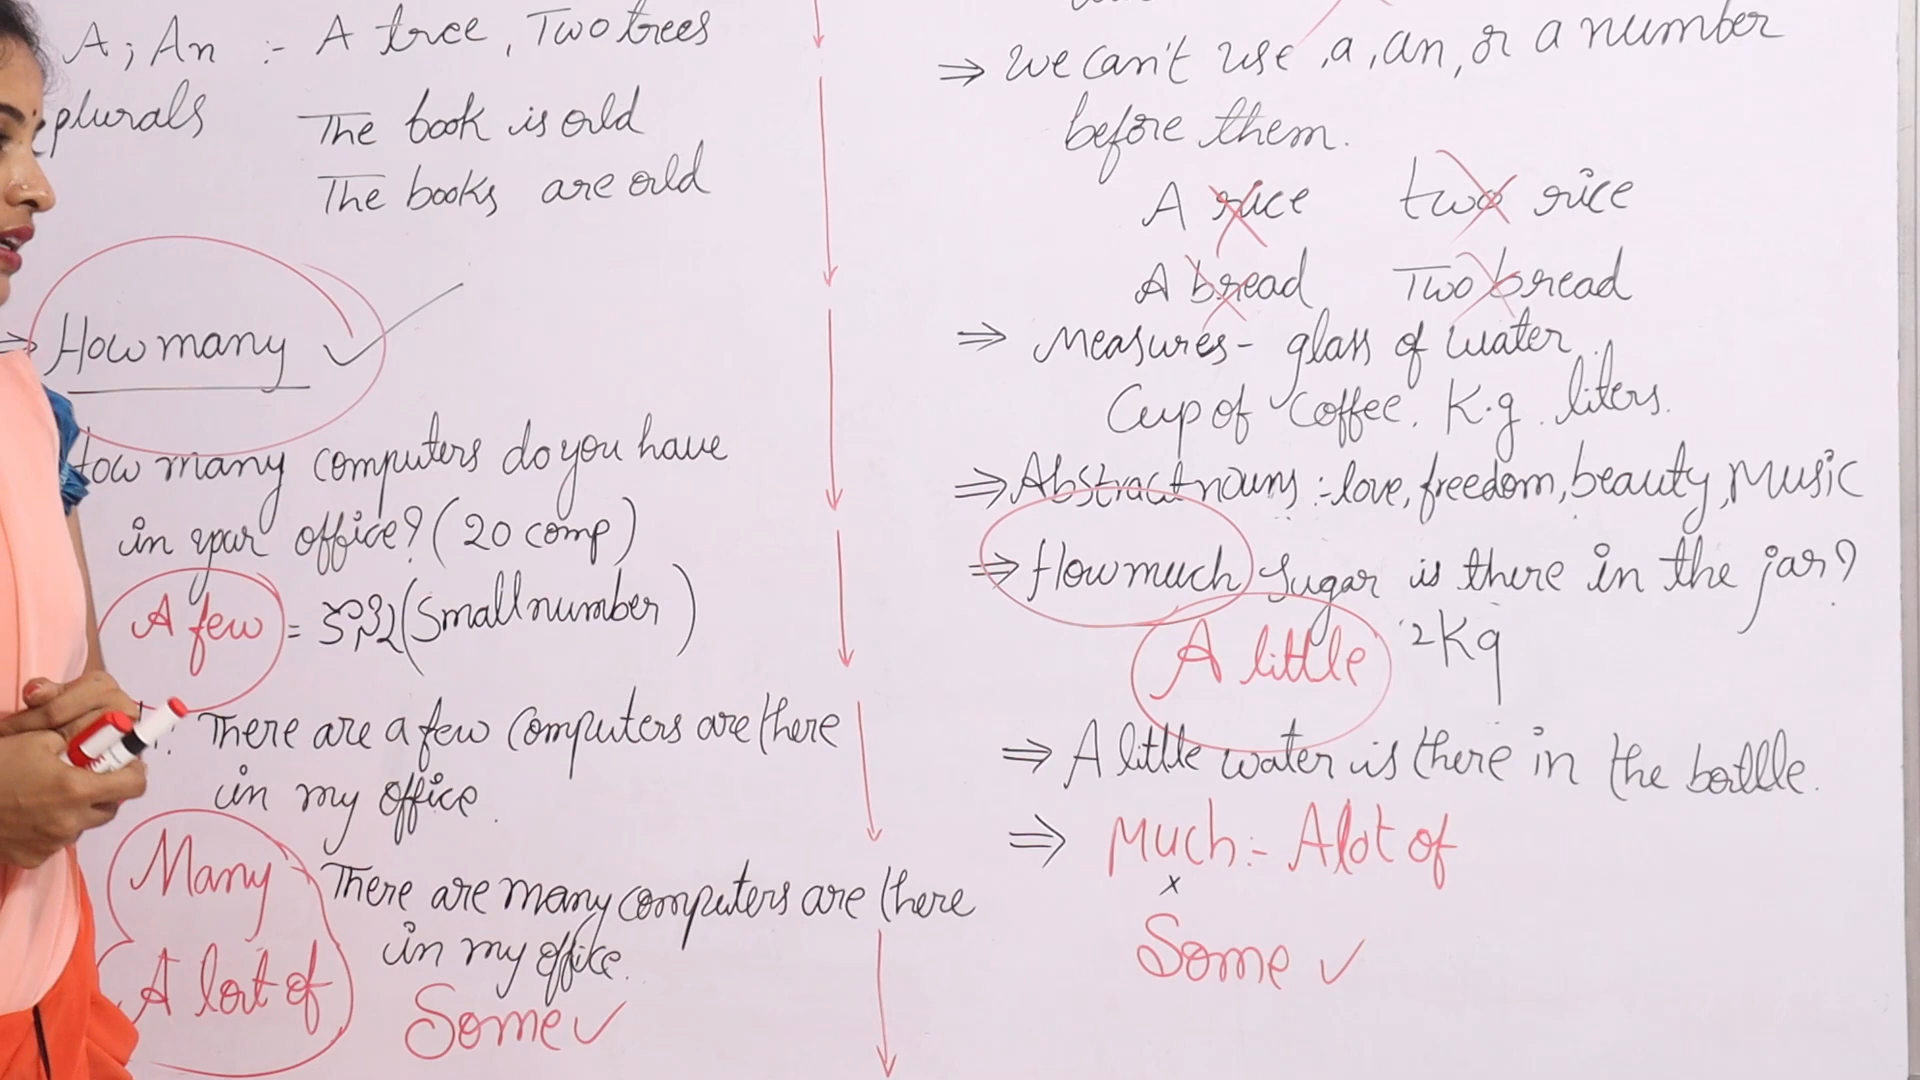 A, An :- A tree, Two trees
plurals
The book is old
The books are old
⇒ How many ✓
How many computers do you have
in your office? (20 comp)
A few = కొన్ని (Small number)
There are a few computers are there
in my office.
Many
There are many computers are there
in my office.
A lot of
Some ✓
⇒ We can't use a, an, or a number
before them.
A rice two rice
A bread Two bread
⇒ Measures - glass of water
Cup of coffee. K.g. liters.
⇒ Abstract nouns :- love, freedom, beauty, Music
⇒ How much Sugar is there in the jar?
A little 2 Kg
⇒ A little water is there in the bottle.
⇒ Much :- A lot of
x
Some ✓